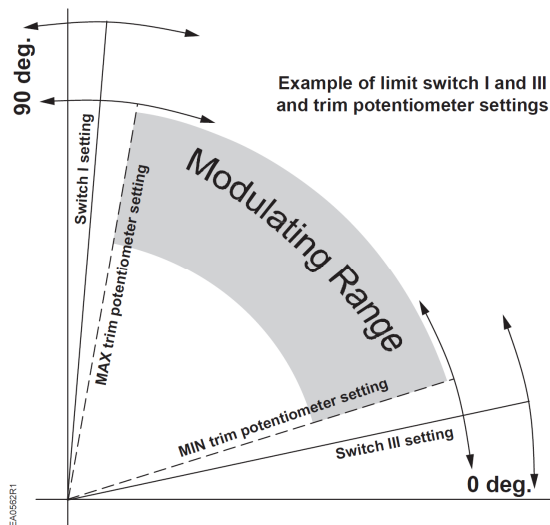 90 deg.
Example of limit switch I and III
and trim potentiometer settings
Switch I setting
MAX trim potentiometer setting
Modulating Range
MIN trim potentiometer setting
Switch III setting
0 deg.
EA0562R1